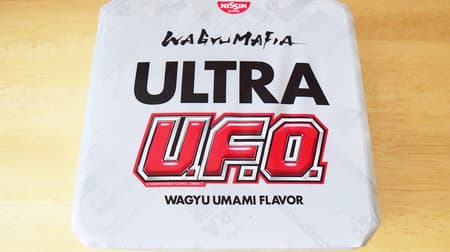 NISSIN
WAGYUMAFIA
ULTRA
U.F.O.
WAGYU UMAMI FLAVOR